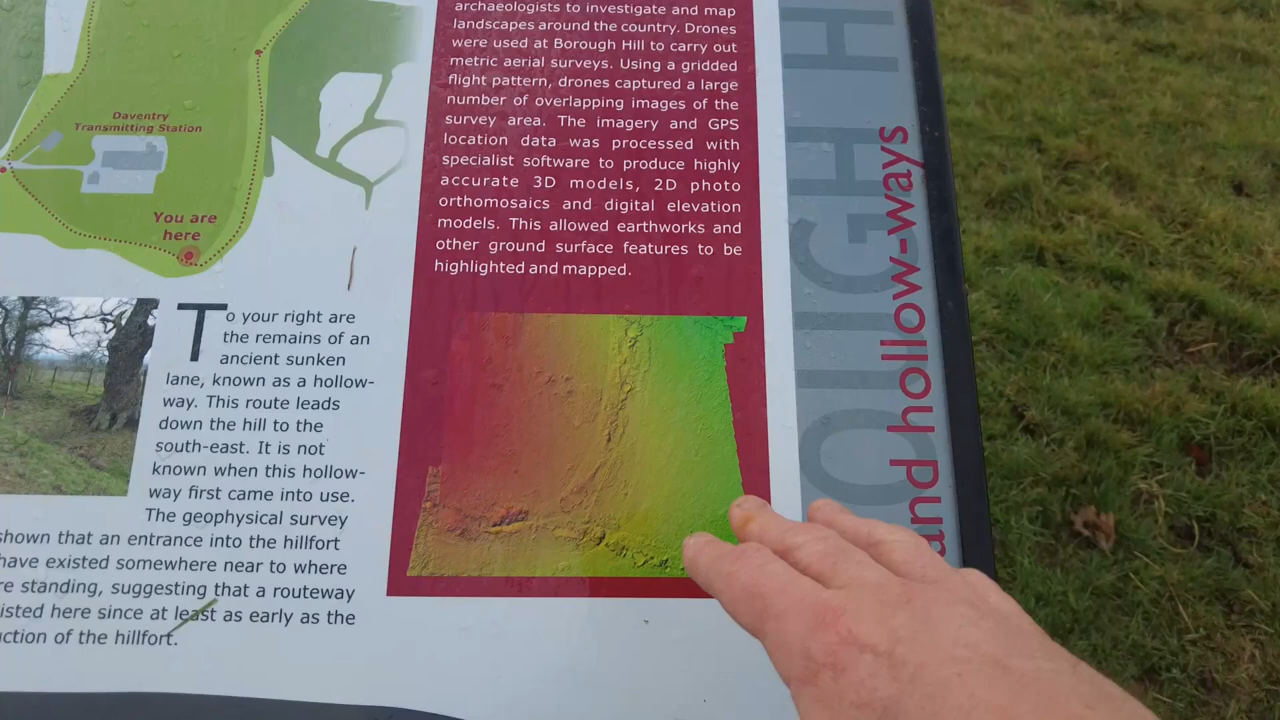 Daventry
Transmitting Station
You are
here
To your right are
the remains of an
ancient sunken
lane, known as a hollow-
way. This route leads
down the hill to the
south-east. It is not
known when this hollow-
way first came into use.
The geophysical survey
shown that an entrance into the hillfort
have existed somewhere near to where
standing, suggesting that a routeway
here since at least as early as the
of the hillfort.
archaeologists to investigate and map
landscapes around the country. Drones
were used at Borough Hill to carry out
metric aerial surveys. Using a gridded
flight pattern, drones captured a large
number of overlapping images of the
survey area. The imagery and GPS
location data was processed with
specialist software to produce highly
accurate 3D models, 2D photo
orthomosaics and digital elevation
models. This allowed earthworks and
other ground surface features to be
highlighted and mapped.
OUGH H
and hollow-ways